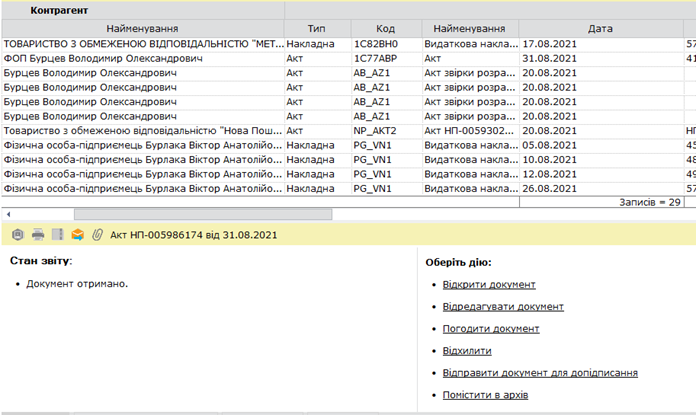 Контрагент
Найменування Тип Код Найменування Дата
ТОВАРИСТВО З ОБМЕЖЕНОЮ ВІДПОВІДАЛЬНІСТЮ "МЕТ... Накладна 1C82BH0 Видаткова накла... 17.08.2021 57
ФОП Бурцев Володимир Олександрович Акт 1C77ABP Акт 31.08.2021 41
Бурцев Володимир Олександрович Акт AB_AZ1 Акт звірки розра... 20.08.2021
Бурцев Володимир Олександрович Акт AB_AZ1 Акт звірки розра... 20.08.2021
Бурцев Володимир Олександрович Акт AB_AZ1 Акт звірки розра... 20.08.2021
Бурцев Володимир Олександрович Акт AB_AZ1 Акт звірки розра... 20.08.2021
Товариство з обмеженою відповідальністю "Нова Пош... Акт NP_AKT2 Акт НП-0059302... 20.08.2021 НП
Фізична особа-підприємець Бурлака Віктор Анатолійо... Накладна PG_VN1 Видаткова накла... 05.08.2021 45
Фізична особа-підприємець Бурлака Віктор Анатолійо... Накладна PG_VN1 Видаткова накла... 10.08.2021 48
Фізична особа-підприємець Бурлака Віктор Анатолійо... Накладна PG_VN1 Видаткова накла... 12.08.2021 49
Фізична особа-підприємець Бурлака Віктор Анатолійо... Накладна PG_VN1 Видаткова накла... 26.08.2021 57
Записів = 29
Акт НП-005986174 від 31.08.2021
Стан звіту:
• Документ отримано.
Оберіть дію:
• Відкрити документ
• Відредагувати документ
• Погодити документ
• Відхилити
• Відправити документ для допідписання
• Помістити в архів